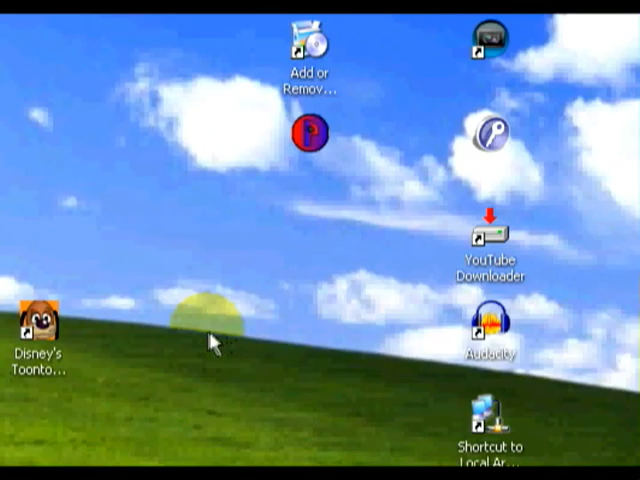 Add or
Remov...
P
YouTube
Downloader
Audacity
Disney's
Toonto...
Shortcut to
Local Ar...